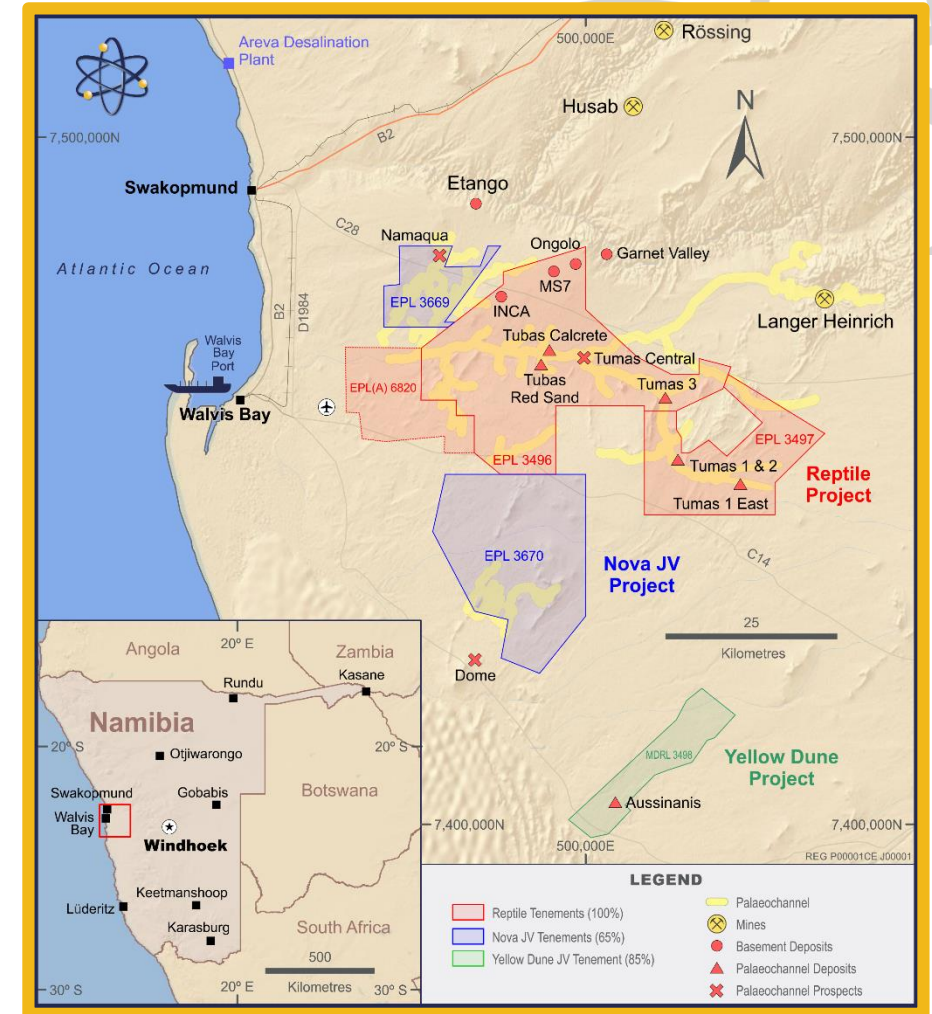 Areva Desalination
Plant
500,000E
Rössing
Husab
N
7,500,000N
7,500,000N
B2
Swakopmund
Etango
C28
Namaqua
Ongolo
Garnet Valley
MS7
Atlantic Ocean
EPL 3669
INCA
B2
D1984
Langer Heinrich
Tubas Calcrete
Tumas Central
Walvis
Bay
Port
Tubas
Red Sand
Tumas 3
EPL(A) 6820
Walvis Bay
EPL 3497
EPL 3496
Tumas 1 & 2
Reptile
Project
Tumas 1 East
EPL 3670
Nova JV
Project
C14
25
Kilometres
Dome
MDRL 3498
Yellow Dune
Project
Aussinanis
7,400,000N
7,400,000N
500,000E
REG P00001CE J00001
20° E
Angola
Zambia
Rundu
Kasane
Namibia
20° S
20° S
Otjiwarongo
Swakopmund
Gobabis
Botswana
Walvis
Bay
Windhoek
Keetmanshoop
Lüderitz
Karasburg
South Africa
500
Kilometres
30° S
20° E
30° S
LEGEND
Reptile Tenements (100%)
Nova JV Tenements (65%)
Yellow Dune JV Tenement (85%)
Palaeochannel
Mines
Basement Deposits
Palaeochannel Deposits
Palaeochannel Prospects